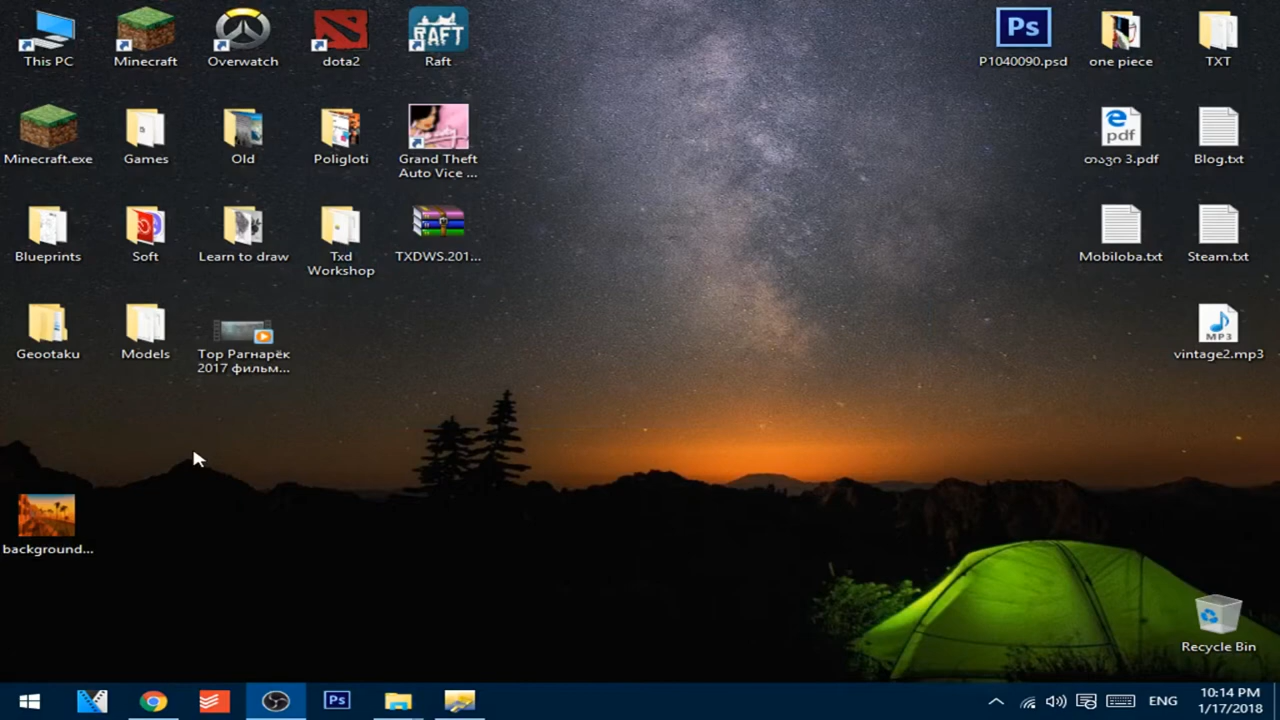 This PC
Minecraft
Overwatch
dota2
RAFT
Raft
Ps
P1040090.psd
one piece
TXT
Minecraft.exe
Games
Old
Poligloti
Grand Theft
Auto Vice ...
pdf
თავი 3.pdf
Blog.txt
Blueprints
Soft
Learn to draw
Txd
Workshop
TXDWS.201...
Mobiloba.txt
Steam.txt
Geootaku
Models
Тор Рагнарёк
2017 фильм...
MP3
vintage2.mp3
background...
Recycle Bin
Ps
ENG
10:14 PM
1/17/2018